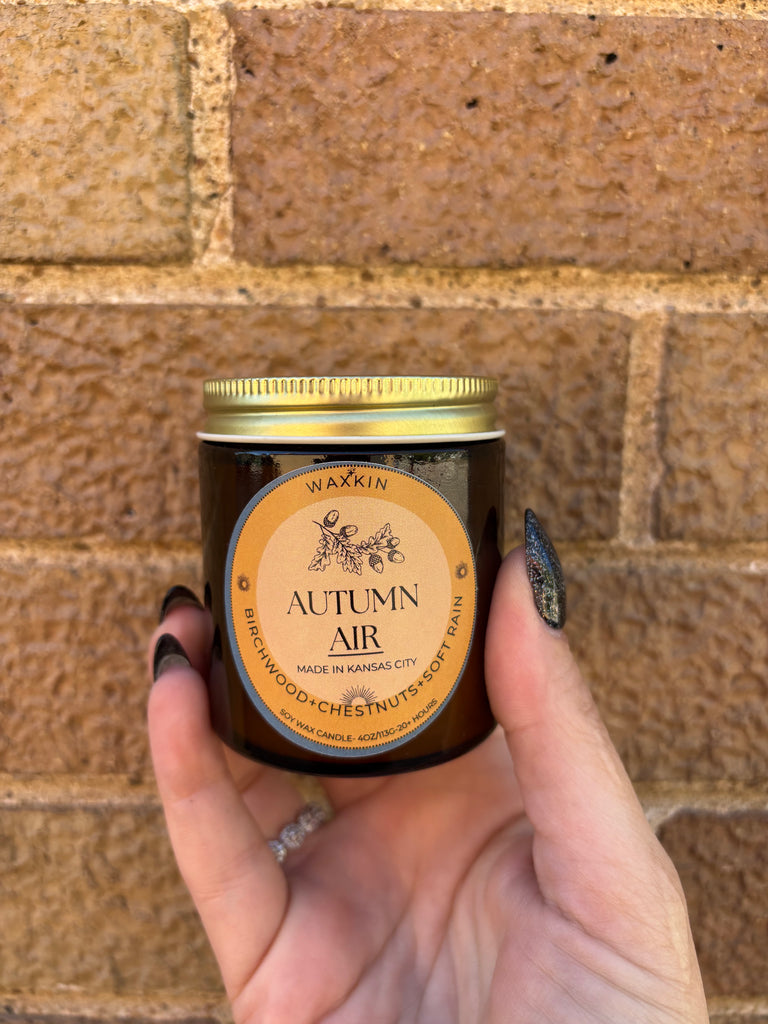 WAXKIN
AUTUMN
AIR
MADE IN KANSAS CITY
BIRCHWOOD+CHESTNUTS+SOFT RAIN
SOY WAX CANDLE- 4OZ/113G-20+ HOURS